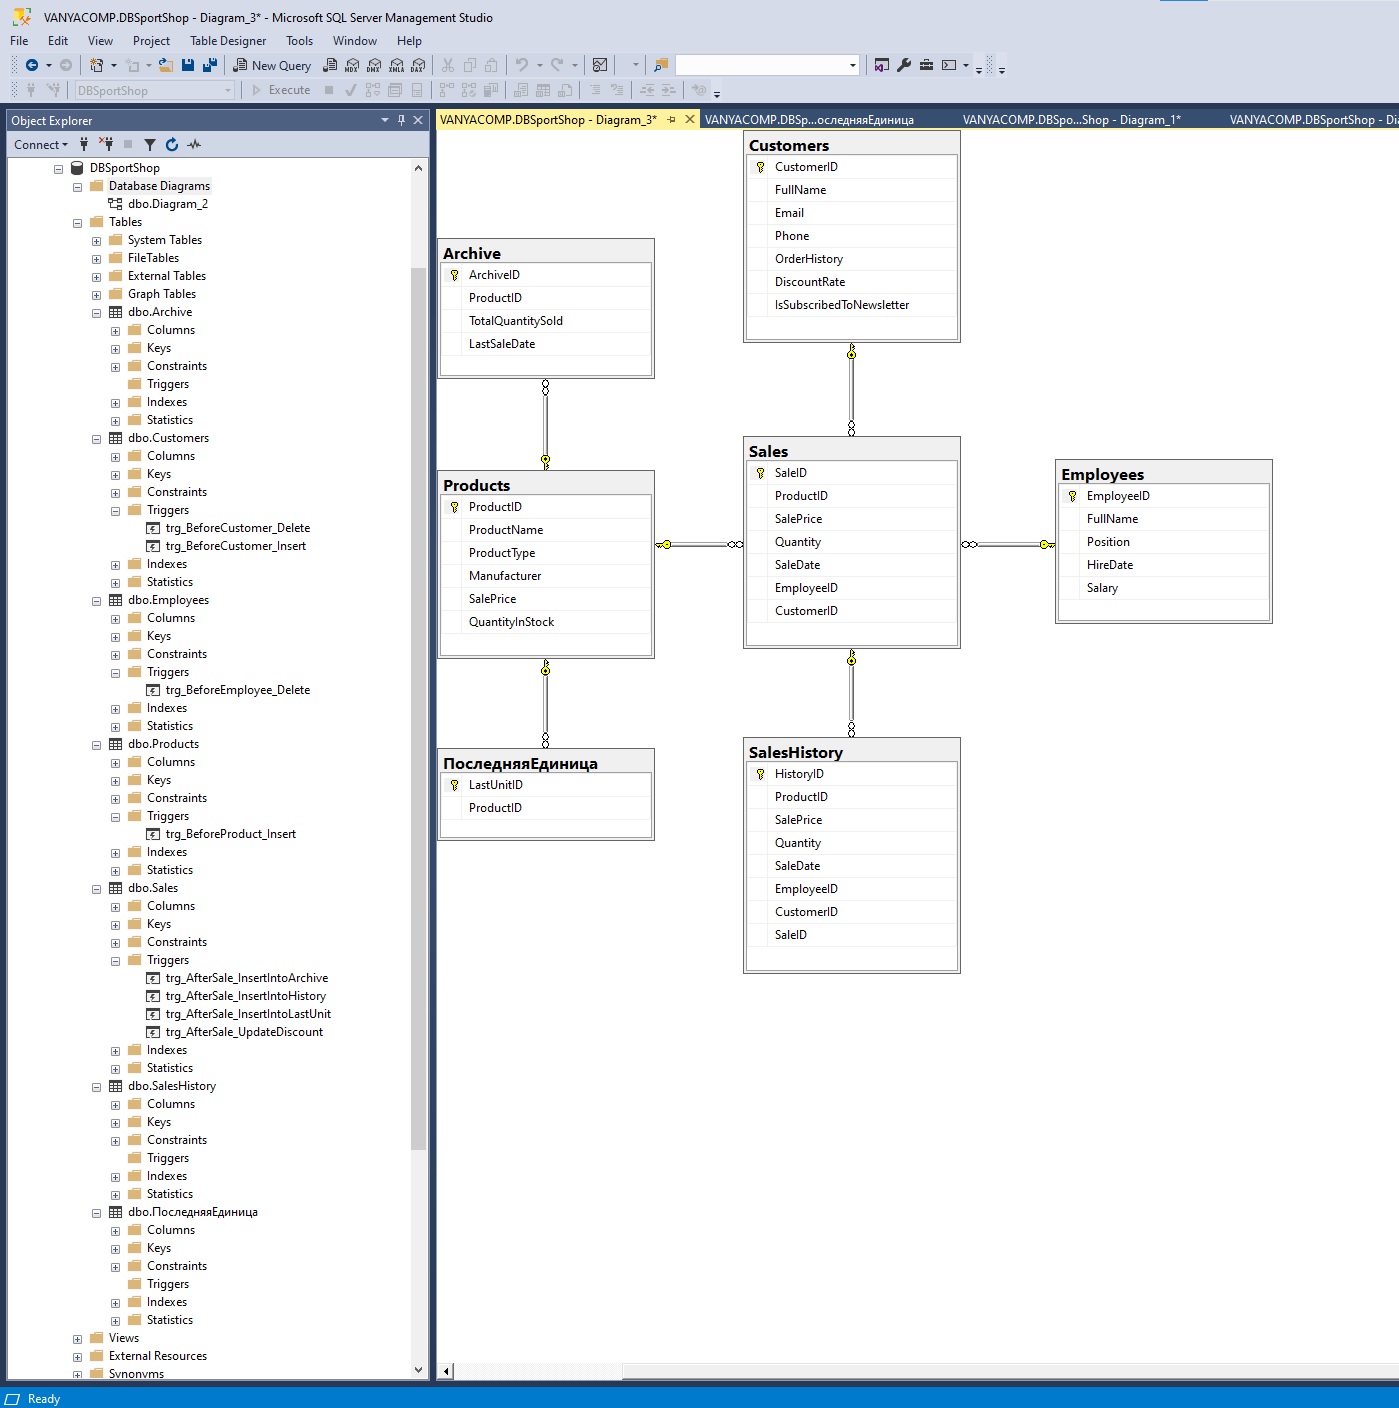 VANYACOMP.DBSportShop - Diagram_3* - Microsoft SQL Server Management Studio
File Edit View Project Table Designer Tools Window Help
New Query MDX DMX XMLA DAX
DBSportShop Execute
Object Explorer
Connect
DBSportShop
Database Diagrams
dbo.Diagram_2
Tables
System Tables
FileTables
External Tables
Graph Tables
dbo.Archive
Columns
Keys
Constraints
Triggers
Indexes
Statistics
dbo.Customers
Columns
Keys
Constraints
Triggers
trg_BeforeCustomer_Delete
trg_BeforeCustomer_Insert
Indexes
Statistics
dbo.Employees
Columns
Keys
Constraints
Triggers
trg_BeforeEmployee_Delete
Indexes
Statistics
dbo.Products
Columns
Keys
Constraints
Triggers
trg_BeforeProduct_Insert
Indexes
Statistics
dbo.Sales
Columns
Keys
Constraints
Triggers
trg_AfterSale_InsertIntoArchive
trg_AfterSale_InsertIntoHistory
trg_AfterSale_InsertIntoLastUnit
trg_AfterSale_UpdateDiscount
Indexes
Statistics
dbo.SalesHistory
Columns
Keys
Constraints
Triggers
Indexes
Statistics
dbo.ПоследняяЕдиница
Columns
Keys
Constraints
Triggers
Indexes
Statistics
Views
External Resources
Synonyms
VANYACOMP.DBSportShop - Diagram_3* VANYACOMP.DBSp...оследняяЕдиница VANYACOMP.DBSpo...Shop - Diagram_1* VANYACOMP.DBSportShop - Di
Customers
CustomerID
FullName
Email
Phone
OrderHistory
DiscountRate
IsSubscribedToNewsletter
Archive
ArchiveID
ProductID
TotalQuantitySold
LastSaleDate
Products
ProductID
ProductName
ProductType
Manufacturer
SalePrice
QuantityInStock
Sales
SaleID
ProductID
SalePrice
Quantity
SaleDate
EmployeeID
CustomerID
Employees
EmployeeID
FullName
Position
HireDate
Salary
ПоследняяЕдиница
LastUnitID
ProductID
SalesHistory
HistoryID
ProductID
SalePrice
Quantity
SaleDate
EmployeeID
CustomerID
SaleID
Ready